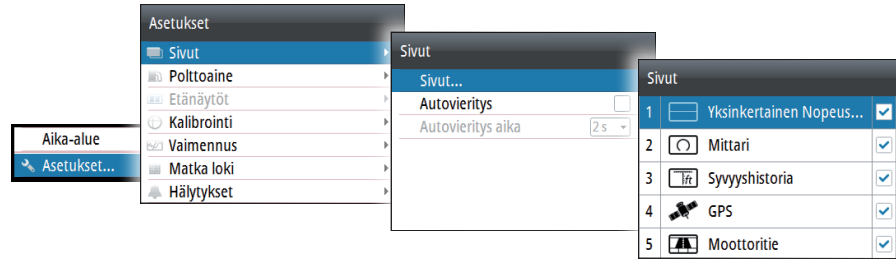 Aika-alue
Asetukset...
Asetukset
Sivut
Polttoaine
Etänäytöt
Kalibrointi
Vaimennus
Matka loki
Hälytykset
Sivut
Sivut...
Autovieritys
Autovieritys aika 2 s
Sivut
1 Yksinkertainen Nopeus...
2 Mittari
3 ft Syvyyshistoria
4 GPS
5 Moottoritie